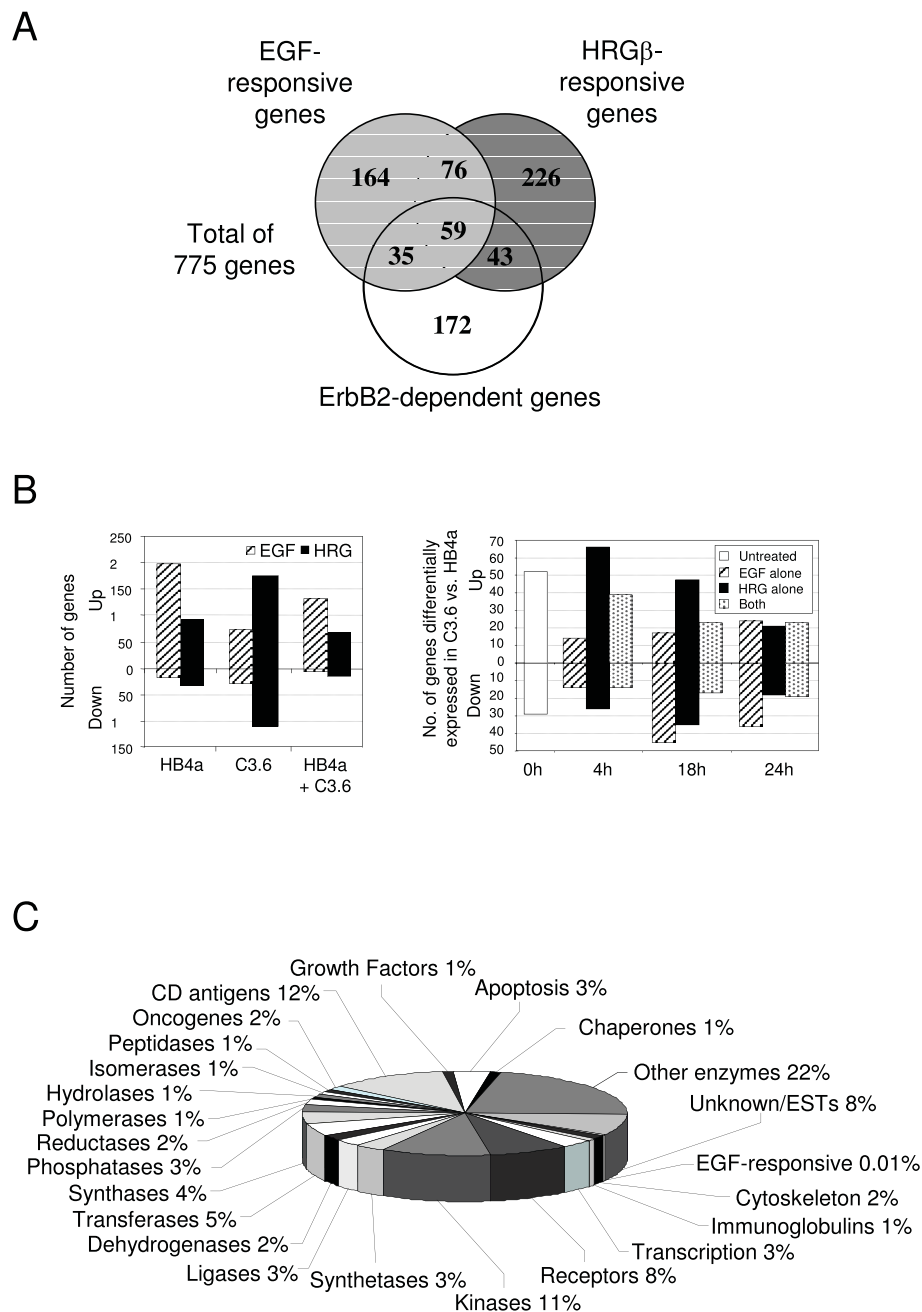 A
EGF-
responsive
genes
HRGβ-
responsive
genes
164
76
226
59
35
43
Total of
775 genes
172
ErbB2-dependent genes
B
Number of genes
Down Up
250
2
150
1
50
0
50
1
150
EGF HRG
HB4a
C3.6
HB4a
+ C3.6
No. of genes differentially
expressed in C3.6 vs. HB4a
Down Up
70
60
50
40
30
20
10
0
10
20
30
40
50
Untreated
EGF alone
HRG alone
Both
0h
4h
18h
24h
C
Growth Factors 1%
Apoptosis 3%
CD antigens 12%
Chaperones 1%
Oncogenes 2%
Peptidases 1%
Isomerases 1%
Other enzymes 22%
Hydrolases 1%
Unknown/ESTs 8%
Polymerases 1%
Reductases 2%
Phosphatases 3%
EGF-responsive 0.01%
Synthases 4%
Cytoskeleton 2%
Transferases 5%
Immunoglobulins 1%
Dehydrogenases 2%
Transcription 3%
Ligases 3%
Synthetases 3%
Receptors 8%
Kinases 11%